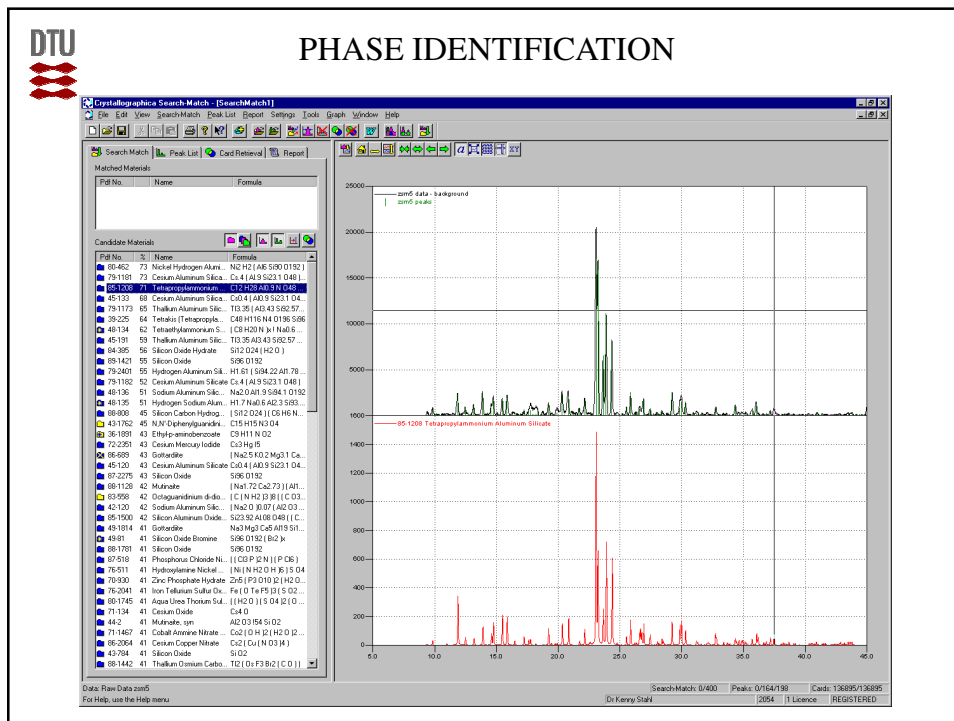 DTU
PHASE IDENTIFICATION
Crystallographica Search-Match - [SearchMatch1]
File Edit View Search-Match Peak List Report Settings Tools Graph Window Help
Search Match Peak List Card Retrieval Report
Matched Materials
Pdf No. Name Formula
Candidate Materials
Pdf No. % Name Formula
80-462 73 Nickel Hydrogen Alumi... Ni2 H2 ( Al6 Si90 O192 )
79-1181 73 Cesium Aluminum Silica... Cs.4 ( Al.9 Si23.1 O48 )...
85-1208 71 Tetrapropylammonium ... C12 H28 Al0.9 N O48 ...
45-133 68 Cesium Aluminum Silica... Cs0.4 ( Al0.9 Si23.1 O4...
79-1173 65 Thallium Aluminum Silic... Tl3.35 ( Al3.43 Si92.57...
39-225 64 Tetrakis (Tetrapropyla... C48 H116 N4 O196 Si96
48-134 62 Tetraethylammonium S... ( C8 H20 N )x ! Na0.6 ...
45-191 59 Thallium Aluminum Silic... Tl3.35 Al3.43 Si92.57 ...
84-385 56 Silicon Oxide Hydrate Si12 O24 ( H2 O )
89-1421 55 Silicon Oxide Si96 O192
79-2401 55 Hydrogen Aluminum Sili... H1.61 ( Si94.22 Al1.78 ...
79-1182 52 Cesium Aluminum Silicate Cs.4 ( Al.9 Si23.1 O48 )
48-136 51 Sodium Aluminum Silic... Na2.0 Al1.9 Si94.1 O192
48-135 51 Hydrogen Sodium Alum... H1.7 Na0.6 Al2.3 Si93....
88-808 45 Silicon Carbon Hydrog... ( Si12 O24 ) ( C6 H6 N...
43-1762 45 N,N'-Diphenylguanidini... C15 H15 N3 O4
36-1891 43 Ethyl-p-aminobenzoate C9 H11 N O2
72-2351 43 Cesium Mercury Iodide Cs3 Hg I5
86-689 43 Gottardiite ( Na2.5 K0.2 Mg3.1 Ca...
45-120 43 Cesium Aluminum Silicate Cs0.4 ( Al0.9 Si23.1 O4...
87-2275 43 Silicon Oxide Si96 O192
88-1128 42 Mutinaite ( Na1.72 Ca2.73 ) ( Al1...
83-558 42 Octaguanidinium di-dio... ( C ( N H2 )3 )8 ( ( C O3...
42-120 42 Sodium Aluminum Silic... ( Na2 O )0.07 ( Al2 O3...
85-1500 42 Silicon Aluminum Oxide... Si23.92 Al.08 O48 ( ( C...
49-1814 41 Gottardiite Na3 Mg3 Ca5 Al19 Si1...
49-81 41 Silicon Oxide Bromine Si96 O192 ( Br2 )x
88-1781 41 Silicon Oxide Si96 O192
87-518 41 Phosphorus Chloride Ni... ( ( Cl3 P )2 N ) ( P Cl6 )
76-511 41 Hydroxylamine Nickel ... ( Ni ( N H2 O H )6 ) S O4
70-930 41 Zinc Phosphate Hydrate Zn5 ( P3 O10 )2 ( H2 O...
76-2041 41 Iron Tellurium Sulfur Ox... Fe ( O Te F5 )3 ( S O2...
80-1745 41 Aqua Urea Thorium Sul... ( ( H2 O ) ( S O4 )2 ( O ...
71-134 41 Cesium Oxide Cs4 O
44-2 41 Mutinaite, syn Al2 O3 !54 Si O2
71-1467 41 Cobalt Ammine Nitrate ... Co2 ( O H )2 ( H2 O )2 ...
86-2064 41 Cesium Copper Nitrate Cs2 ( Cu ( N O3 )4 )
43-784 41 Silicon Oxide Si O2
88-1442 41 Thallium Osmium Carbo... Tl2 ( Os F3 Br2 ( C O ) )
a XY
25000
zsm5 data - background
zsm5 peaks
20000
15000
10000
5000
1600
85-1208 Tetrapropylammonium Aluminum Silicate
1400
1200
1000
800
600
400
200
0
5.0 10.0 15.0 20.0 25.0 30.0 35.0 40.0 45.0
Data: Raw Data zsm5 Search-Match: 0/400 Peaks: 0/164/198 Cards: 136895/136895
For Help, use the Help menu Dr Kenny Stahl 2054 1 Licence REGISTERED